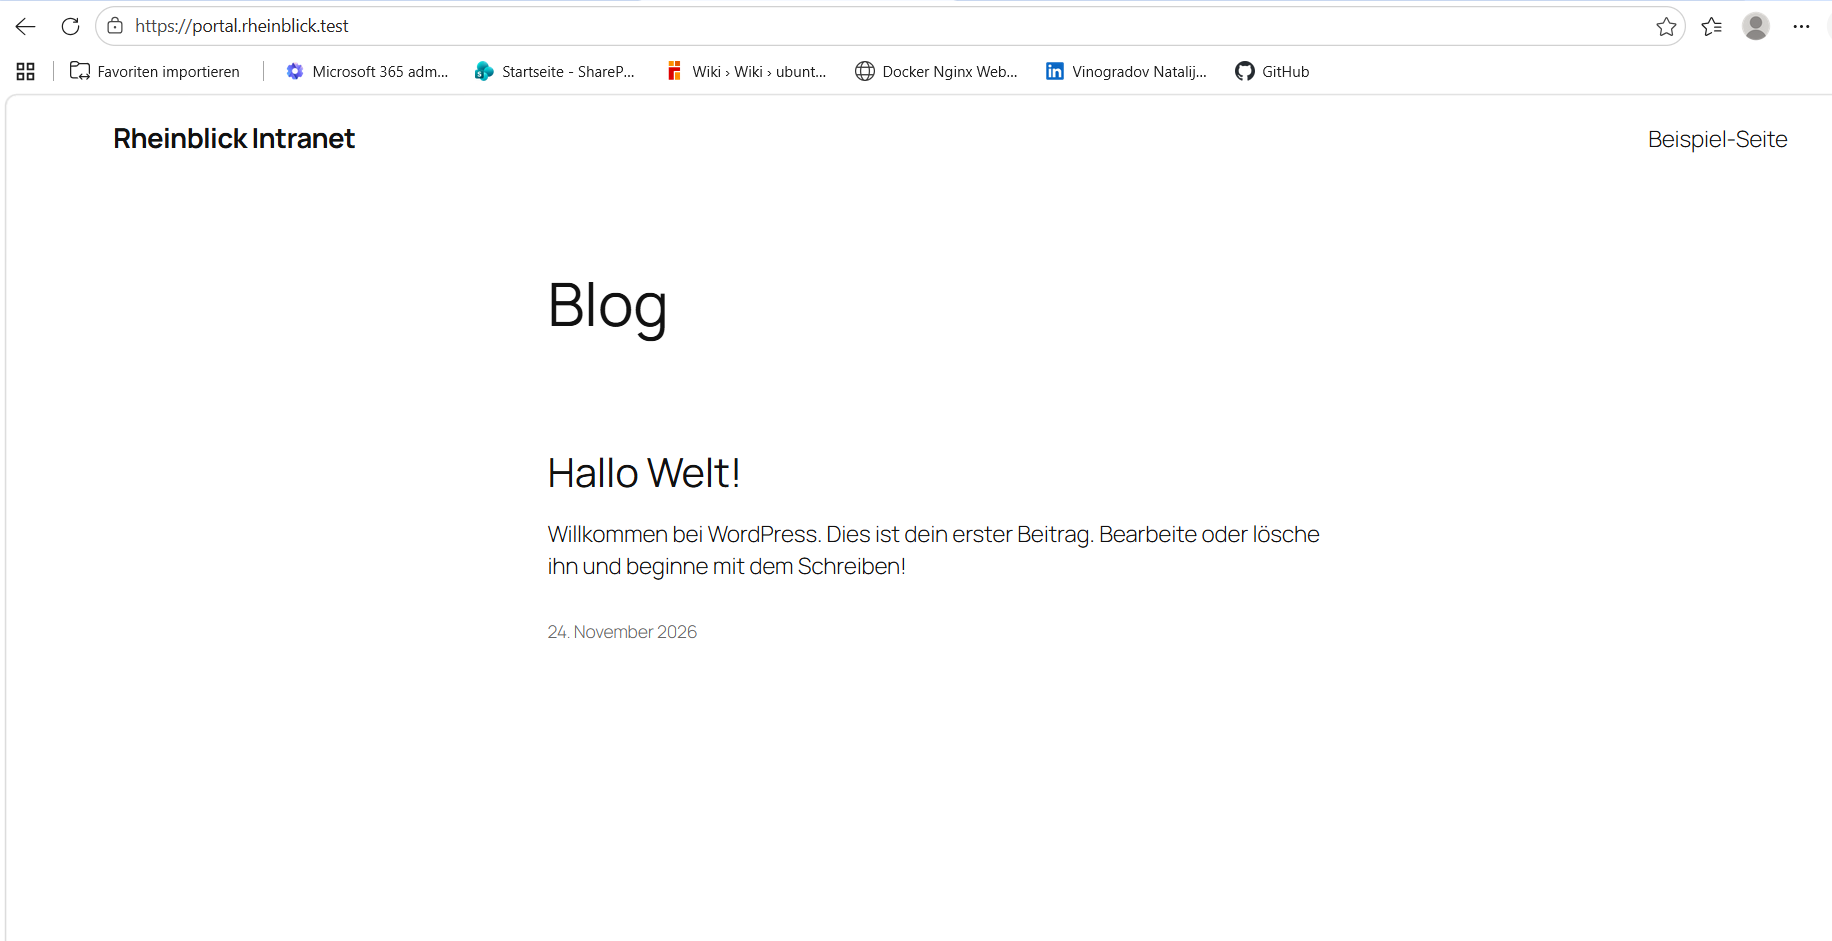 https://portal.rheinblick.test
Favoriten importieren
Microsoft 365 adm...
Startseite - ShareP...
Wiki › Wiki › ubunt...
Docker Nginx Web...
Vinogradov Natalij...
GitHub
Rheinblick Intranet
Beispiel-Seite
Blog
Hallo Welt!
Willkommen bei WordPress. Dies ist dein erster Beitrag. Bearbeite oder lösche
ihn und beginne mit dem Schreiben!
24. November 2026